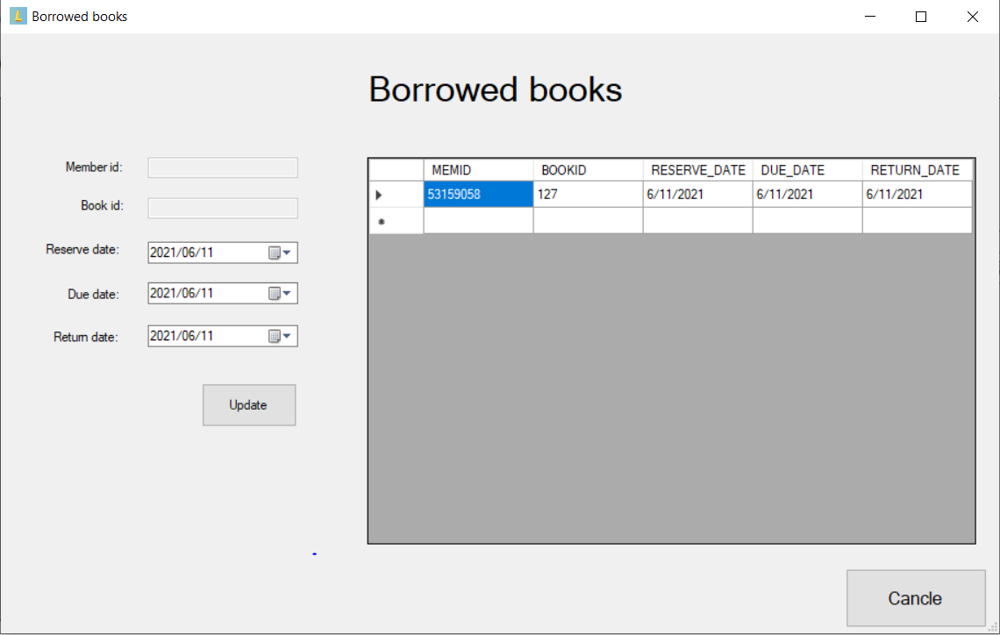 Borrowed books
Borrowed books
Member id:
Book id:
Reserve date: 2021/06/11
Due date: 2021/06/11
Return date: 2021/06/11
Update
MEMID BOOKID RESERVE_DATE DUE_DATE RETURN_DATE
53159058 127 6/11/2021 6/11/2021 6/11/2021
Cancle